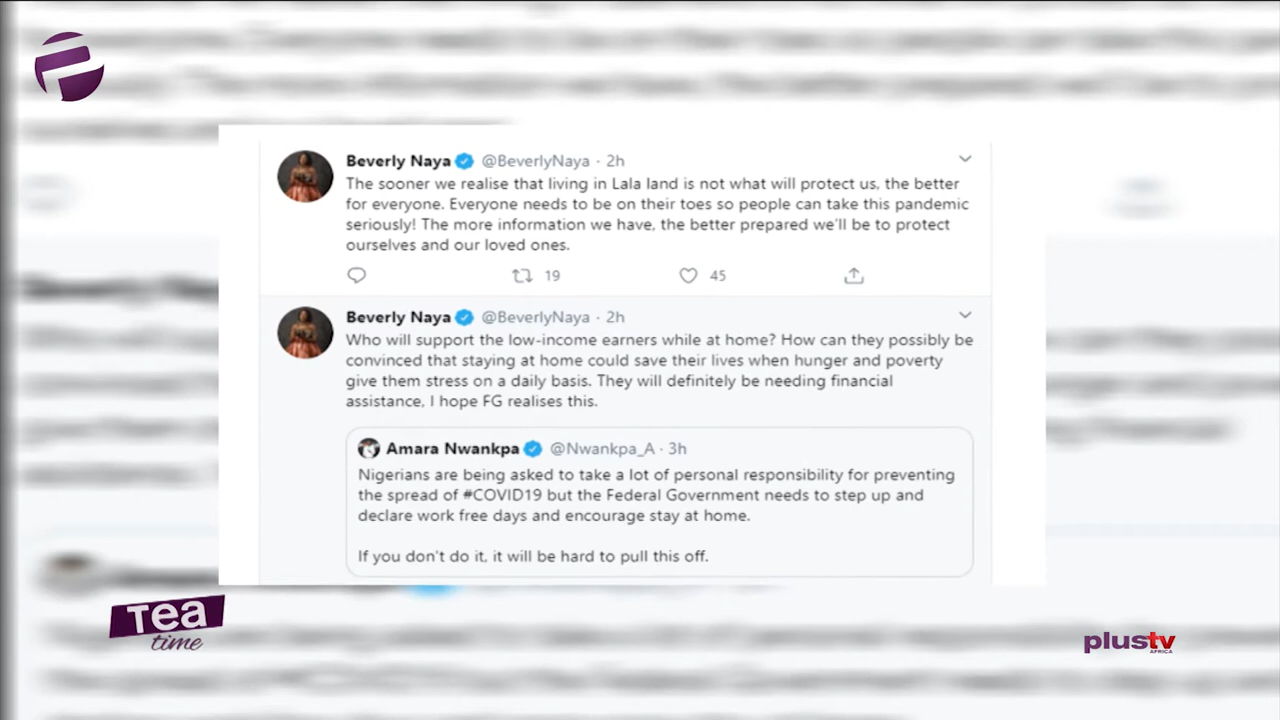 Beverly Naya @BeverlyNaya · 2h
The sooner we realise that living in Lala land is not what will protect us, the better
for everyone. Everyone needs to be on their toes so people can take this pandemic
seriously! The more information we have, the better prepared we'll be to protect
ourselves and our loved ones.
19 45
Beverly Naya @BeverlyNaya · 2h
Who will support the low-income earners while at home? How can they possibly be
convinced that staying at home could save their lives when hunger and poverty
give them stress on a daily basis. They will definitely be needing financial
assistance, I hope FG realises this.
Amara Nwankpa @Nwankpa_A · 3h
Nigerians are being asked to take a lot of personal responsibility for preventing
the spread of #COVID19 but the Federal Government needs to step up and
declare work free days and encourage stay at home.
If you don't do it, it will be hard to pull this off.
Tea
time
plustv
AFRICA